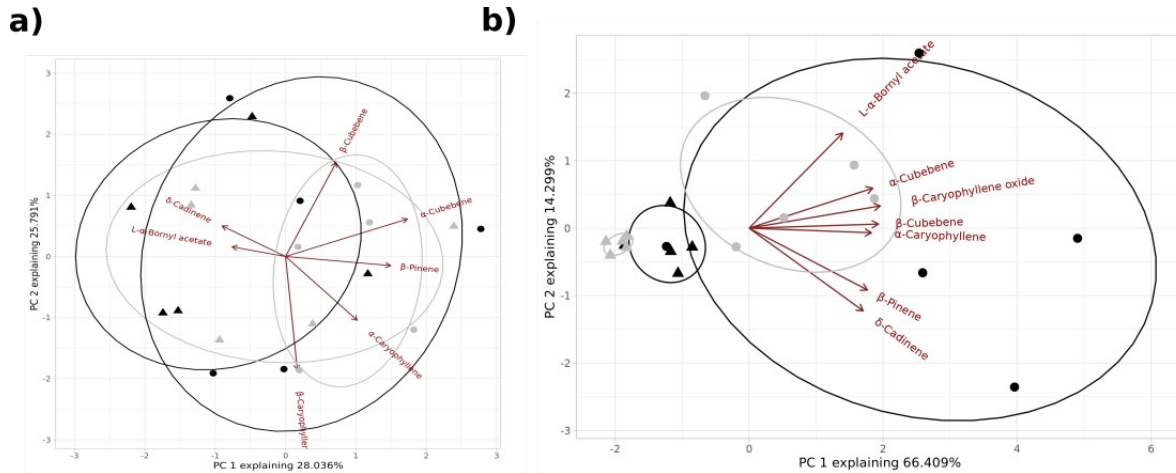 a)
3
2
1
0
-1
-2
-3
-3
-2
-1
0
1
2
3
PC 2 explaining 25.791%
PC 1 explaining 28.036%
β-Cubebene
α-Cubebene
δ-Cadinene
L-α-Bornyl acetate
β-Pinene
α-Caryophyllene
β-Caryophyller
b)
2
1
0
-1
-2
-3
-2
0
2
4
6
PC 2 explaining 14.299%
PC 1 explaining 66.409%
L-α-Bornyl acetate
α-Cubebene
β-Caryophyllene oxide
β-Cubebene
α-Caryophyllene
β-Pinene
δ-Cadinene